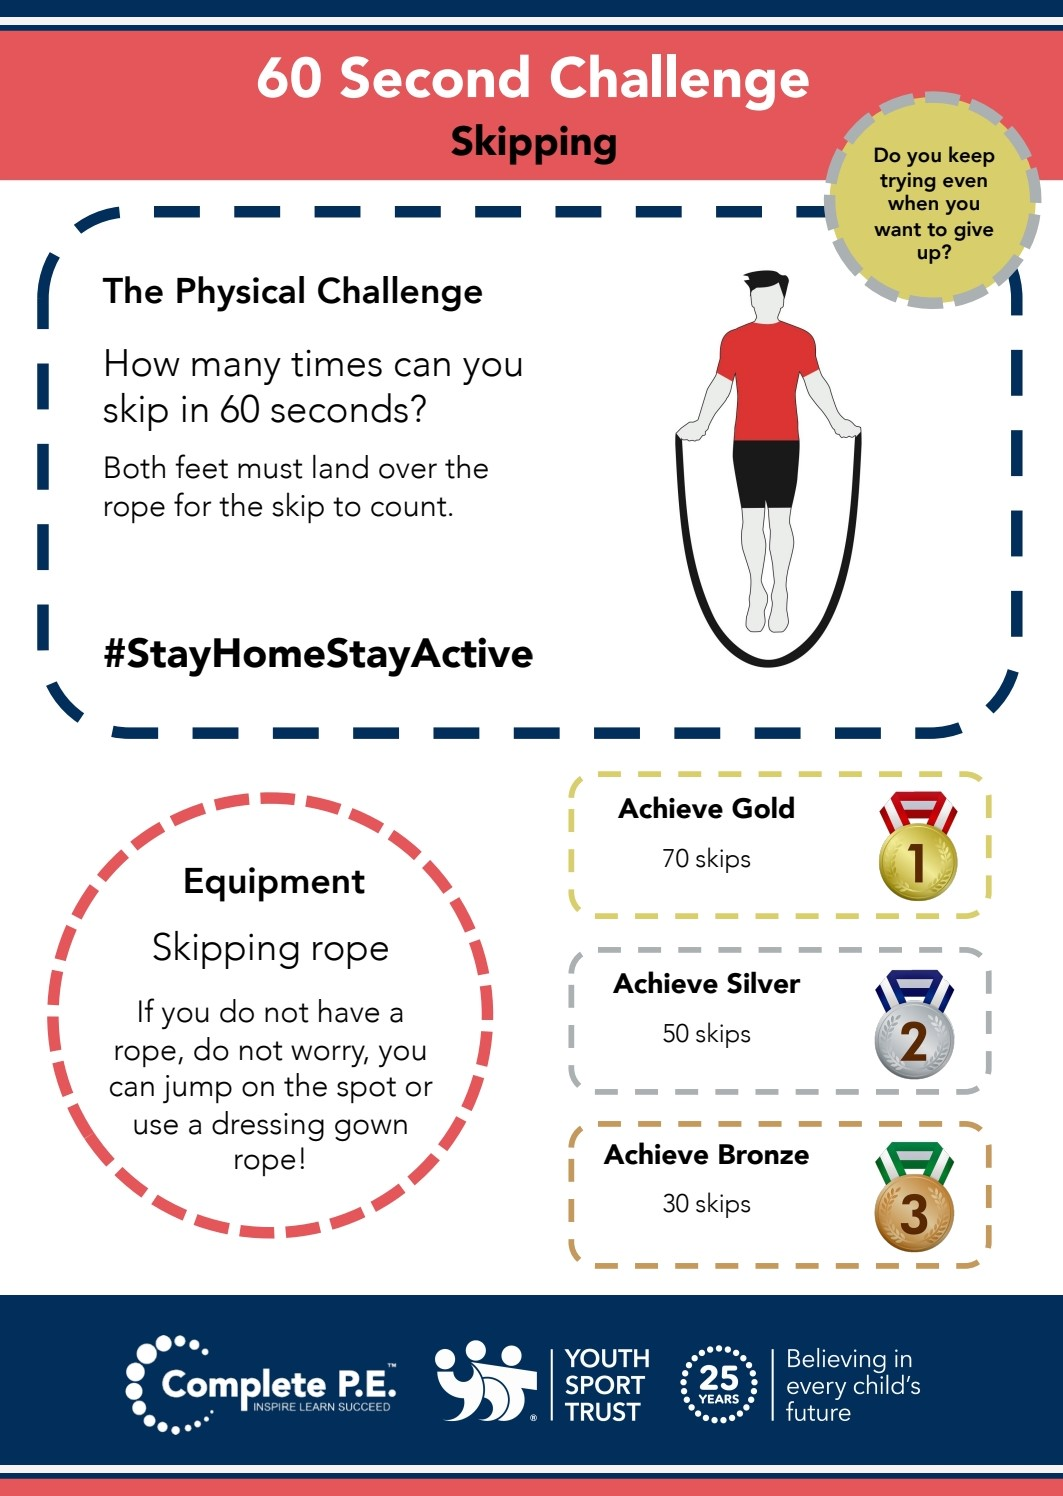 60 Second Challenge
Skipping
Do you keep
trying even
when you
want to give
up?
The Physical Challenge
How many times can you
skip in 60 seconds?
Both feet must land over the
rope for the skip to count.
#StayHomeStayActive
Equipment
Skipping rope
If you do not have a
rope, do not worry, you
can jump on the spot or
use a dressing gown
rope!
Achieve Gold
70 skips
1
Achieve Silver
50 skips
2
Achieve Bronze
30 skips
3
Complete P.E.™
INSPIRE LEARN SUCCEED
®
YOUTH
SPORT
TRUST
25
YEARS
Believing in
every child's
future